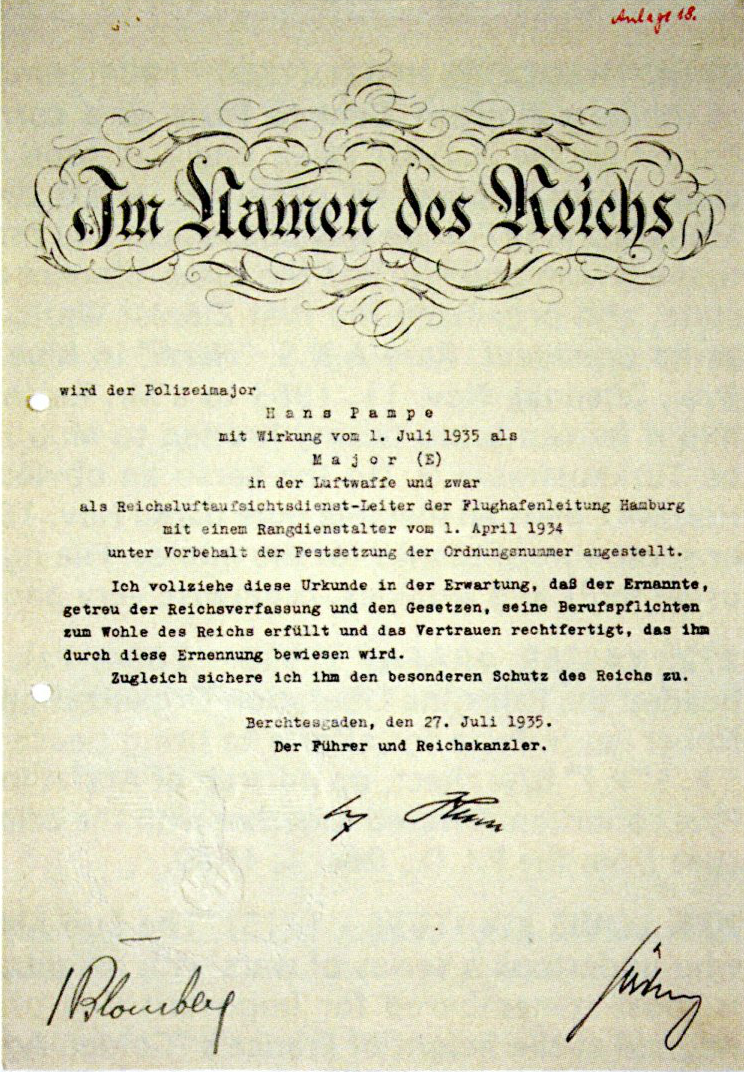 Anlage 18.
Im Namen des Reichs
wird der Polizeimajor
Hans Pampe
mit Wirkung vom 1. Juli 1935 als
Major (E)
in der Luftwaffe und zwar
als Reichsluftaufsichtsdienst-Leiter der Flughafenleitung Hamburg
mit einem Rangdienstalter vom 1. April 1934
unter Vorbehalt der Festsetzung der Ordnungsnummer angestellt.
Ich vollziehe diese Urkunde in der Erwartung, daß der Ernannte,
getreu der Reichsverfassung und den Gesetzen, seine Berufspflichten
zum Wohle des Reichs erfüllt und das Vertrauen rechtfertigt, das ihm
durch diese Ernennung bewiesen wird.
Zugleich sichere ich ihm den besonderen Schutz des Reichs zu.
Berchtesgaden, den 27. Juli 1935.
Der Führer und Reichskanzler.
Blomberg
Göring